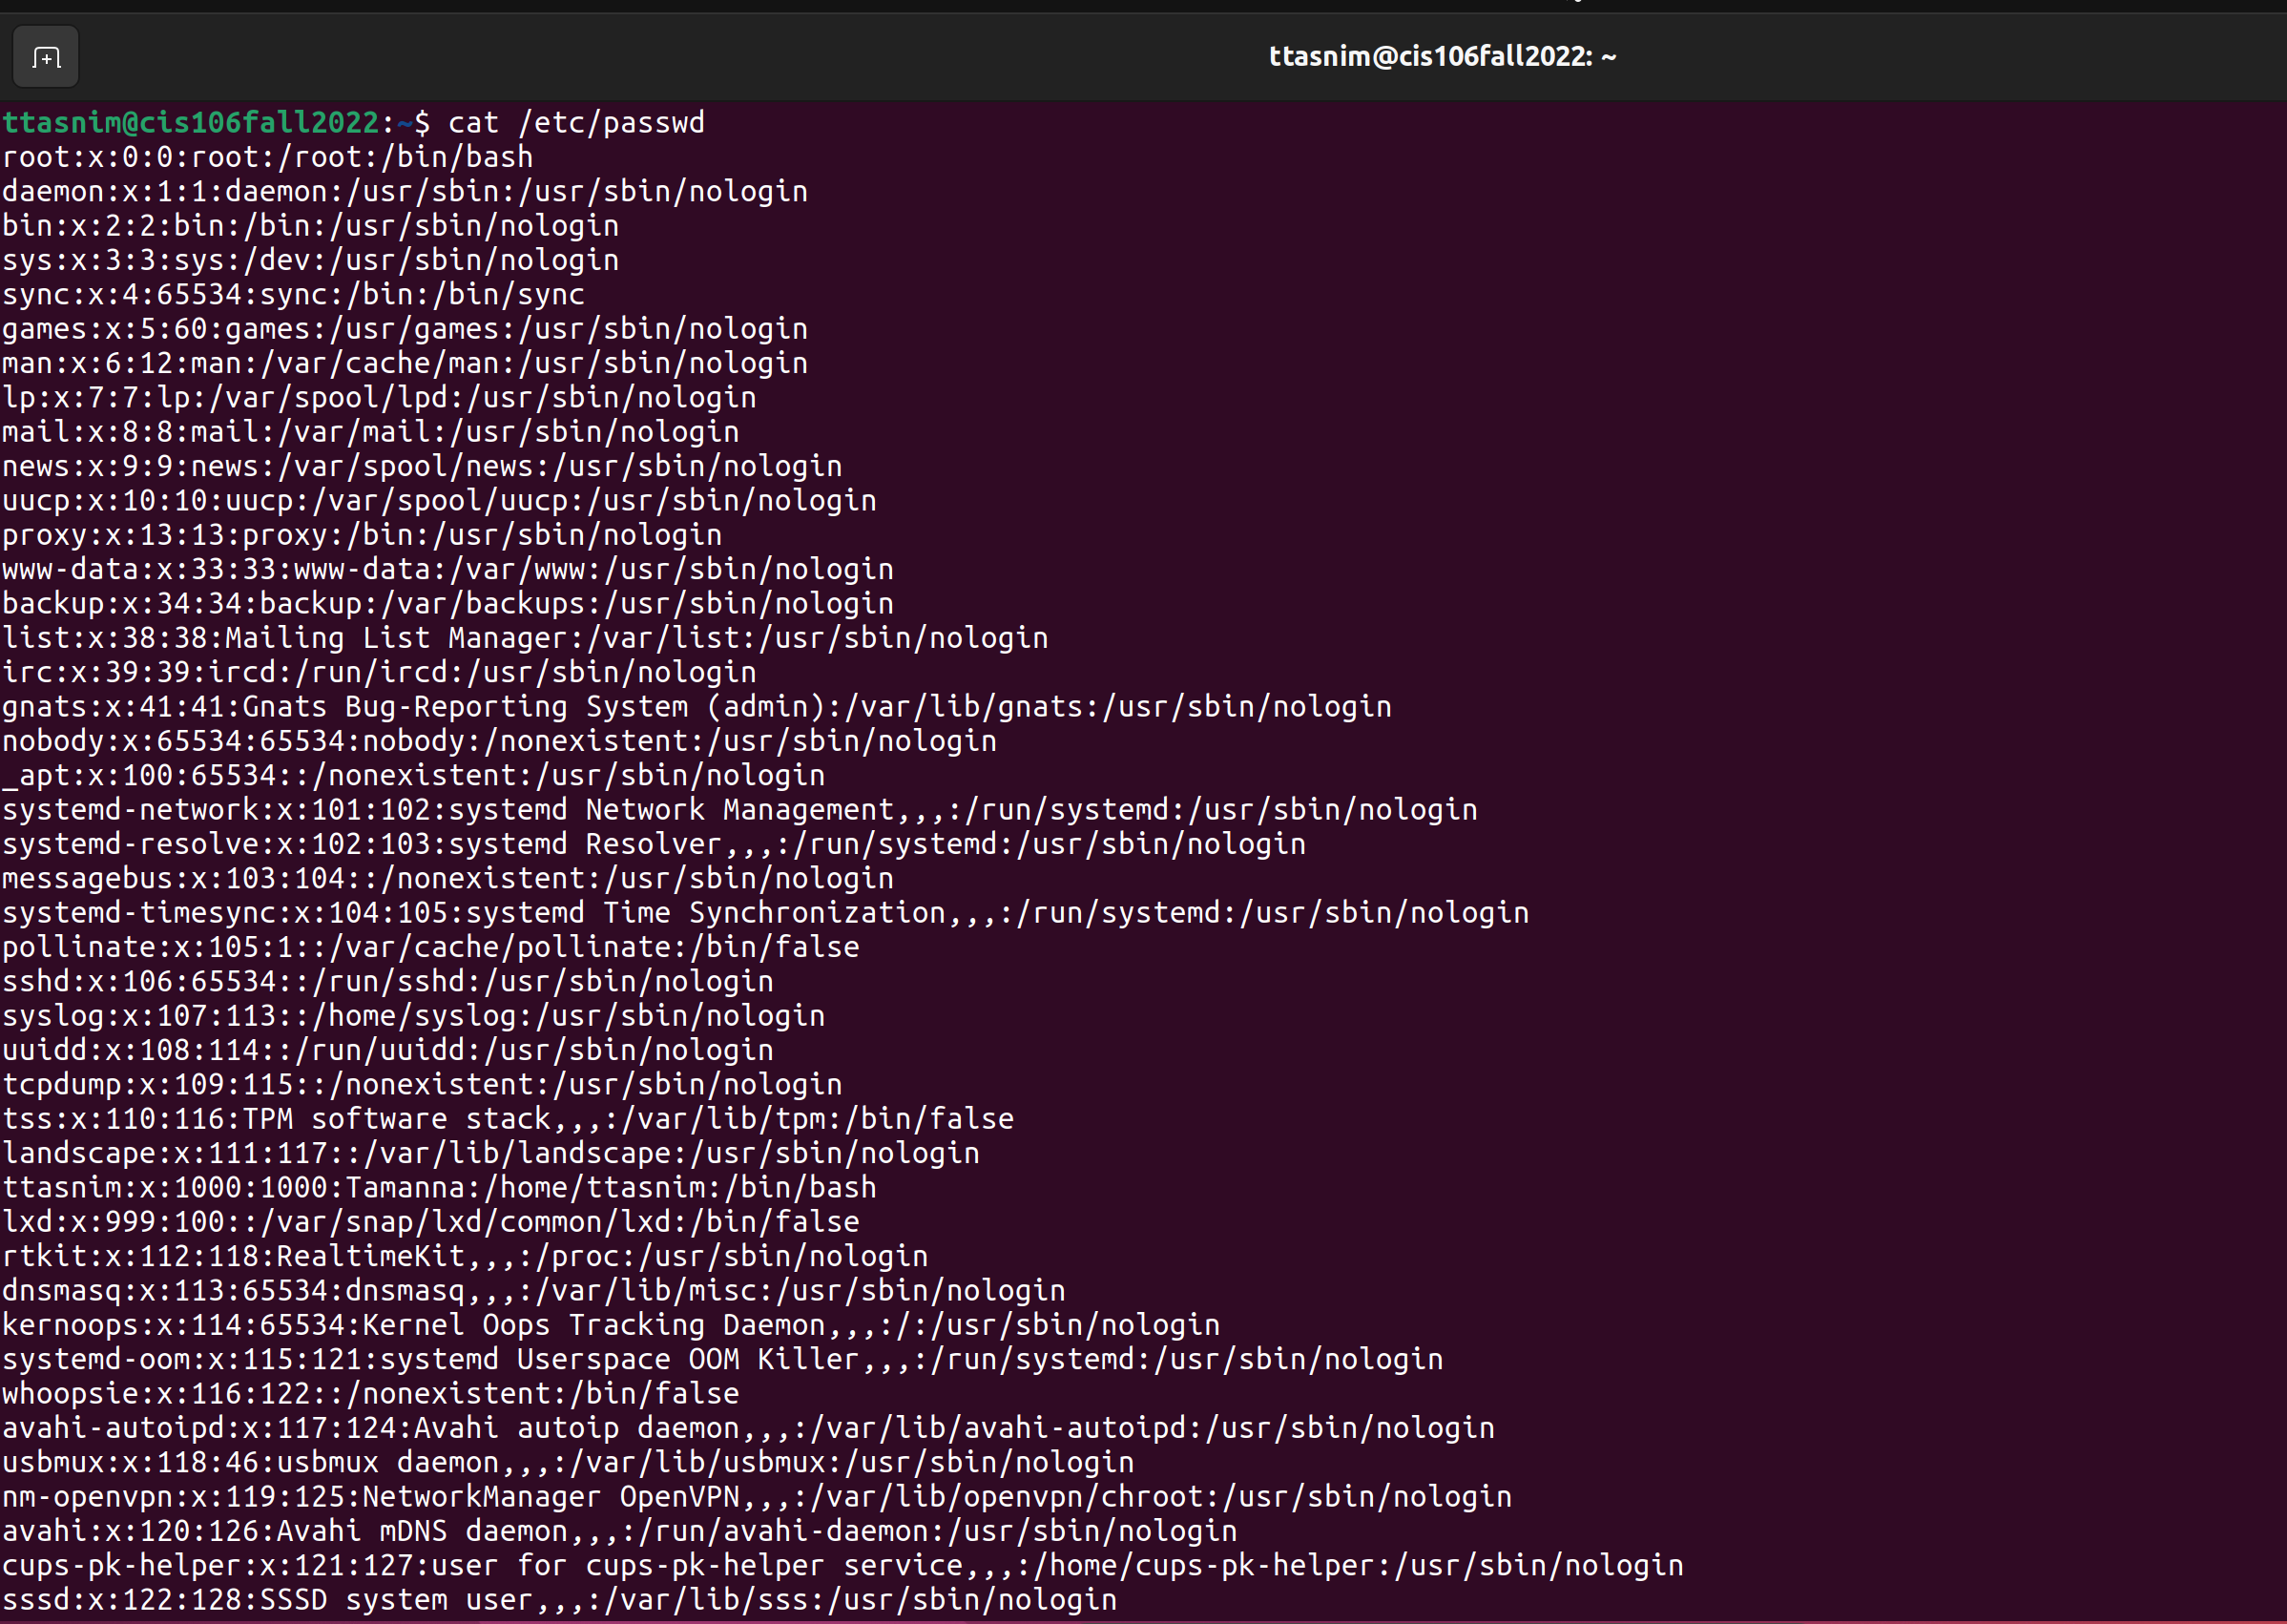 ttasnim@cis106fall2022: ~
ttasnim@cis106fall2022:~$ cat /etc/passwd
root:x:0:0:root:/root:/bin/bash
daemon:x:1:1:daemon:/usr/sbin:/usr/sbin/nologin
bin:x:2:2:bin:/bin:/usr/sbin/nologin
sys:x:3:3:sys:/dev:/usr/sbin/nologin
sync:x:4:65534:sync:/bin:/bin/sync
games:x:5:60:games:/usr/games:/usr/sbin/nologin
man:x:6:12:man:/var/cache/man:/usr/sbin/nologin
lp:x:7:7:lp:/var/spool/lpd:/usr/sbin/nologin
mail:x:8:8:mail:/var/mail:/usr/sbin/nologin
news:x:9:9:news:/var/spool/news:/usr/sbin/nologin
uucp:x:10:10:uucp:/var/spool/uucp:/usr/sbin/nologin
proxy:x:13:13:proxy:/bin:/usr/sbin/nologin
www-data:x:33:33:www-data:/var/www:/usr/sbin/nologin
backup:x:34:34:backup:/var/backups:/usr/sbin/nologin
list:x:38:38:Mailing List Manager:/var/list:/usr/sbin/nologin
irc:x:39:39:ircd:/run/ircd:/usr/sbin/nologin
gnats:x:41:41:Gnats Bug-Reporting System (admin):/var/lib/gnats:/usr/sbin/nologin
nobody:x:65534:65534:nobody:/nonexistent:/usr/sbin/nologin
_apt:x:100:65534::/nonexistent:/usr/sbin/nologin
systemd-network:x:101:102:systemd Network Management,,,:/run/systemd:/usr/sbin/nologin
systemd-resolve:x:102:103:systemd Resolver,,,:/run/systemd:/usr/sbin/nologin
messagebus:x:103:104::/nonexistent:/usr/sbin/nologin
systemd-timesync:x:104:105:systemd Time Synchronization,,,:/run/systemd:/usr/sbin/nologin
pollinate:x:105:1::/var/cache/pollinate:/bin/false
sshd:x:106:65534::/run/sshd:/usr/sbin/nologin
syslog:x:107:113::/home/syslog:/usr/sbin/nologin
uuidd:x:108:114::/run/uuidd:/usr/sbin/nologin
tcpdump:x:109:115::/nonexistent:/usr/sbin/nologin
tss:x:110:116:TPM software stack,,,:/var/lib/tpm:/bin/false
landscape:x:111:117::/var/lib/landscape:/usr/sbin/nologin
ttasnim:x:1000:1000:Tamanna:/home/ttasnim:/bin/bash
lxd:x:999:100::/var/snap/lxd/common/lxd:/bin/false
rtkit:x:112:118:RealtimeKit,,,:/proc:/usr/sbin/nologin
dnsmasq:x:113:65534:dnsmasq,,,:/var/lib/misc:/usr/sbin/nologin
kernoops:x:114:65534:Kernel Oops Tracking Daemon,,,:/:/usr/sbin/nologin
systemd-oom:x:115:121:systemd Userspace OOM Killer,,,:/run/systemd:/usr/sbin/nologin
whoopsie:x:116:122::/nonexistent:/bin/false
avahi-autoipd:x:117:124:Avahi autoip daemon,,,:/var/lib/avahi-autoipd:/usr/sbin/nologin
usbmux:x:118:46:usbmux daemon,,,:/var/lib/usbmux:/usr/sbin/nologin
nm-openvpn:x:119:125:NetworkManager OpenVPN,,,:/var/lib/openvpn/chroot:/usr/sbin/nologin
avahi:x:120:126:Avahi mDNS daemon,,,:/run/avahi-daemon:/usr/sbin/nologin
cups-pk-helper:x:121:127:user for cups-pk-helper service,,,:/home/cups-pk-helper:/usr/sbin/nologin
sssd:x:122:128:SSSD system user,,,:/var/lib/sss:/usr/sbin/nologin